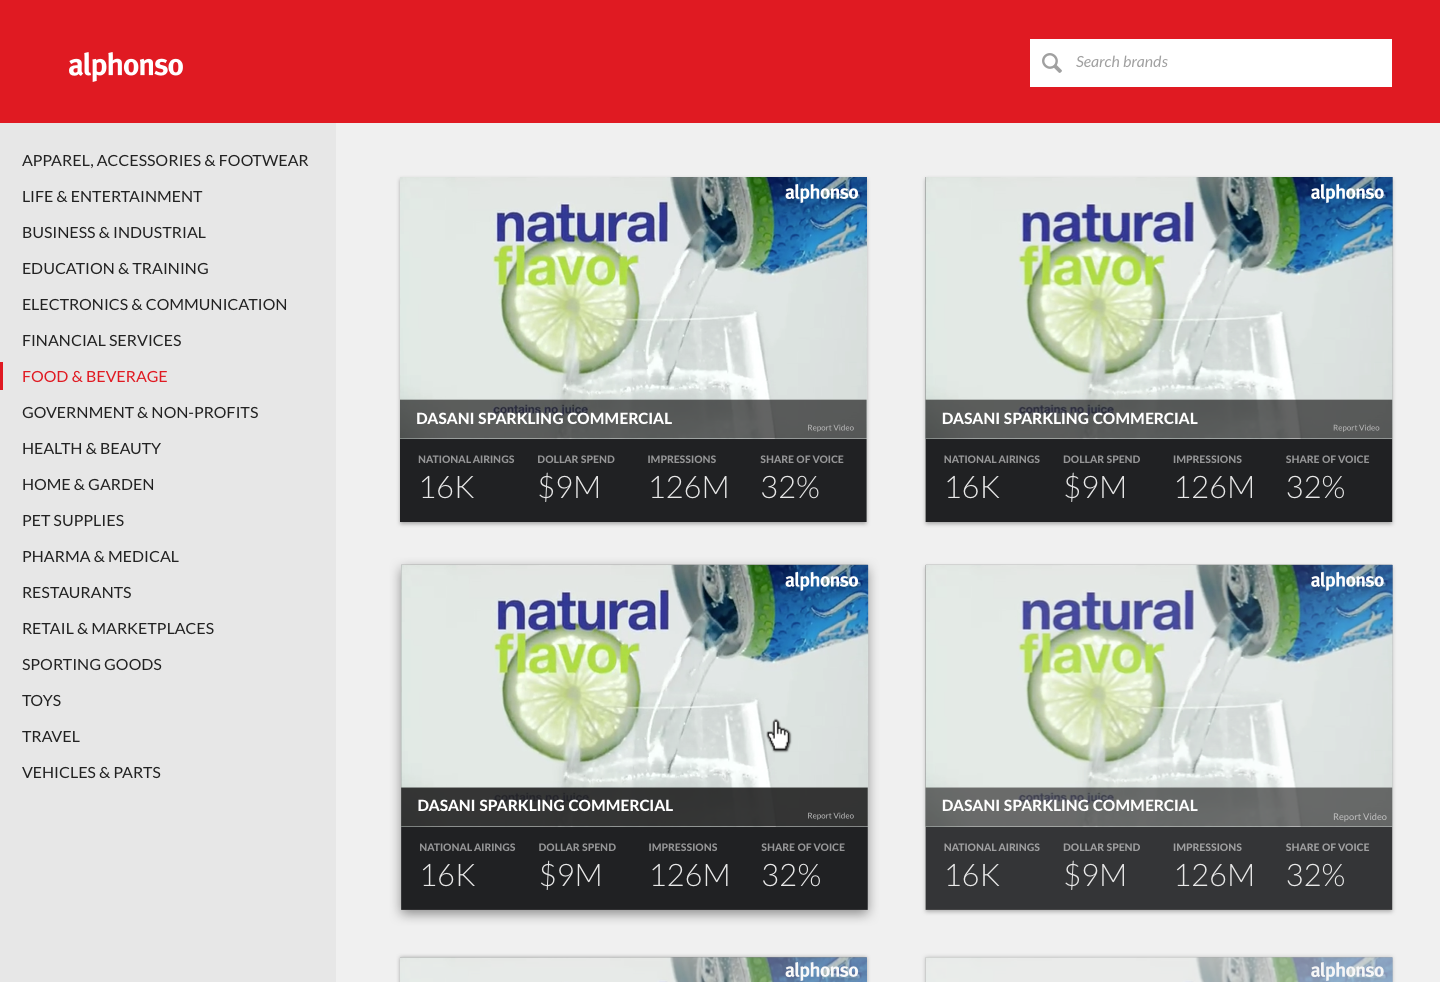 alphonso
Search brands
APPAREL, ACCESSORIES & FOOTWEAR
LIFE & ENTERTAINMENT
BUSINESS & INDUSTRIAL
EDUCATION & TRAINING
ELECTRONICS & COMMUNICATION
FINANCIAL SERVICES
FOOD & BEVERAGE
GOVERNMENT & NON-PROFITS
HEALTH & BEAUTY
HOME & GARDEN
PET SUPPLIES
PHARMA & MEDICAL
RESTAURANTS
RETAIL & MARKETPLACES
SPORTING GOODS
TOYS
TRAVEL
VEHICLES & PARTS
alphonso
natural
flavor
contains no juice
DASANI SPARKLING COMMERCIAL
Report Video
NATIONAL AIRINGS DOLLAR SPEND IMPRESSIONS SHARE OF VOICE
16K $9M 126M 32%
alphonso
natural
flavor
contains no juice
DASANI SPARKLING COMMERCIAL
Report Video
NATIONAL AIRINGS DOLLAR SPEND IMPRESSIONS SHARE OF VOICE
16K $9M 126M 32%
alphonso
natural
flavor
contains no juice
DASANI SPARKLING COMMERCIAL
Report Video
NATIONAL AIRINGS DOLLAR SPEND IMPRESSIONS SHARE OF VOICE
16K $9M 126M 32%
alphonso
natural
flavor
contains no juice
DASANI SPARKLING COMMERCIAL
Report Video
NATIONAL AIRINGS DOLLAR SPEND IMPRESSIONS SHARE OF VOICE
16K $9M 126M 32%
alphonso
alphonso